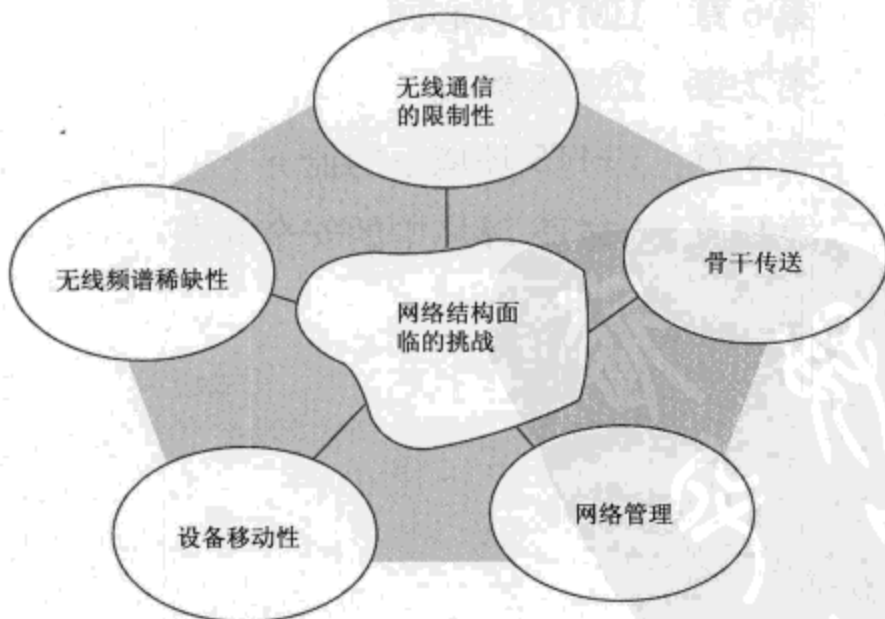 无线通信
的限制性
无线频谱稀缺性
骨干传送
网络结构面
临的挑战
设备移动性
网络管理